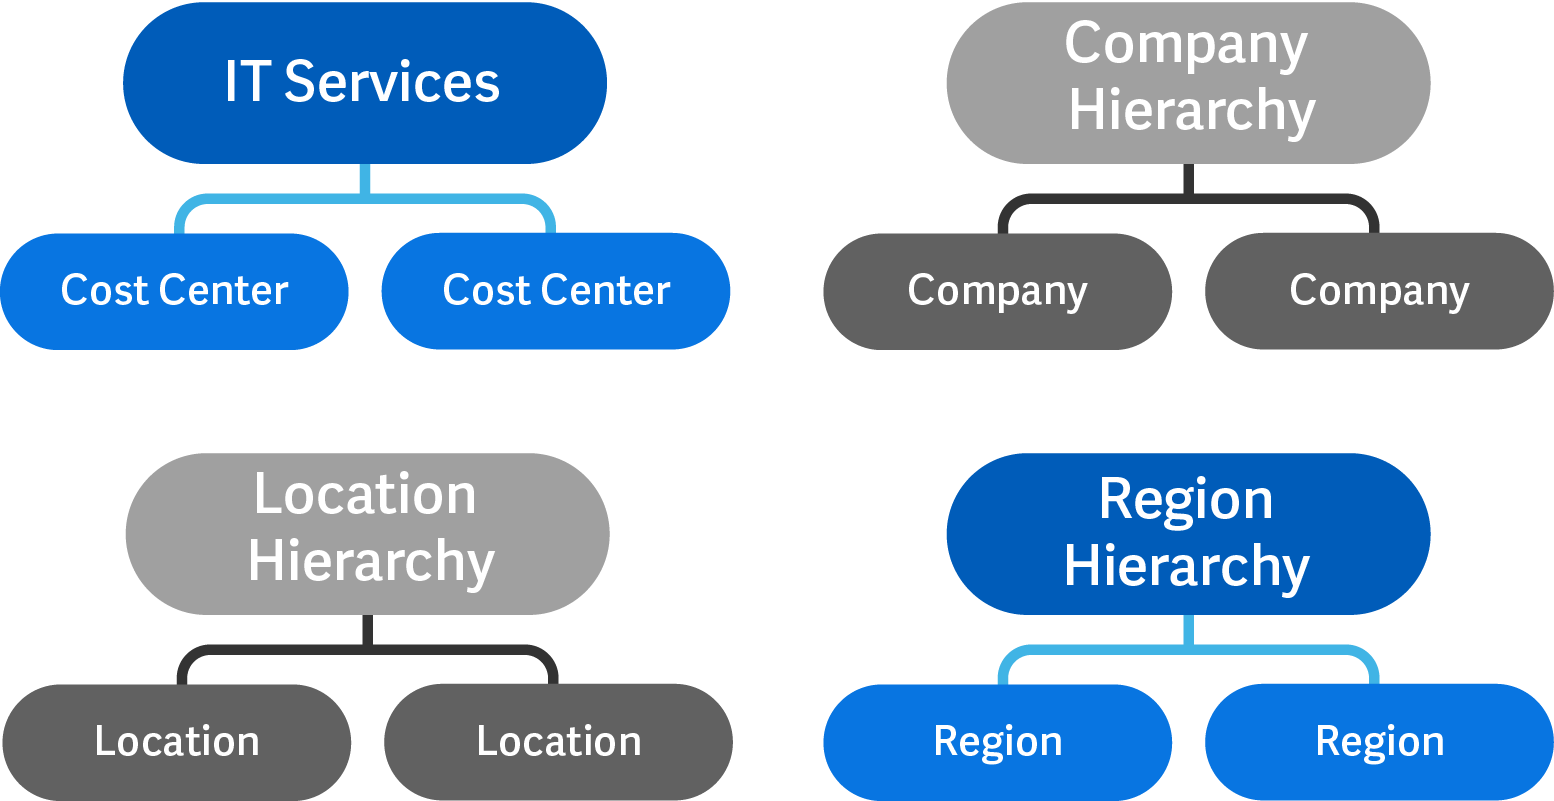 IT Services
Cost Center
Cost Center
Company
Hierarchy
Company
Company
Location
Hierarchy
Location
Location
Region
Hierarchy
Region
Region